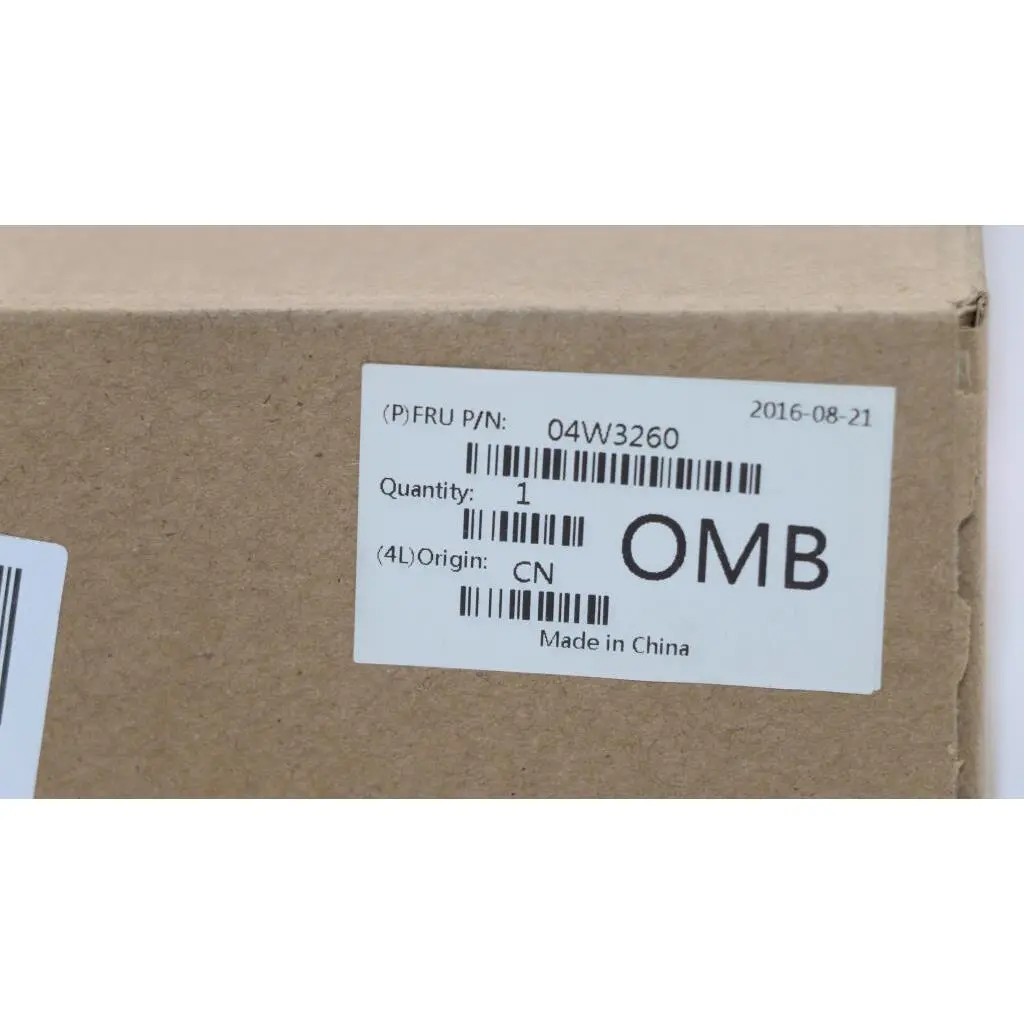 2016-08-21
(P)FRU P/N: 04W3260
Quantity: 1
(4L)Origin: CN
OMB
Made in China